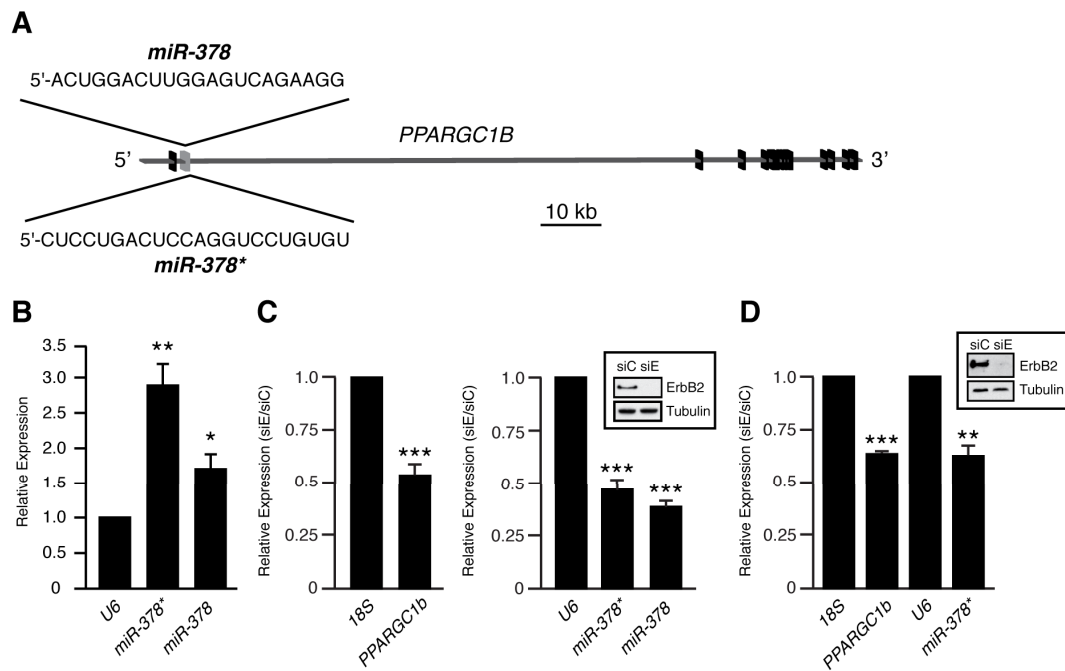 A
miR-378
5'-ACUGGACUUGGAGUCAGAAGG
PPARGC1B
5’
3’
10 kb
5'-CUCCUGACUCCAGGUCCUGUGU
miR-378*
B
Relative Expression
3.5
3.0
2.5
2.0
1.5
1.0
0.5
0
**
*
U6
miR-378*
miR-378
C
Relative Expression (siE/siC)
1.0
0.75
0.5
0.25
0
***
18S
PPARGC1b
Relative Expression (siE/siC)
1.0
0.75
0.5
0.25
0
***
***
U6
miR-378*
miR-378
siC siE
ErbB2
Tubulin
D
Relative Expression (siE/siC)
1.0
0.75
0.5
0.25
0
***
**
18S
PPARGC1b
U6
miR-378*
siC siE
ErbB2
Tubulin